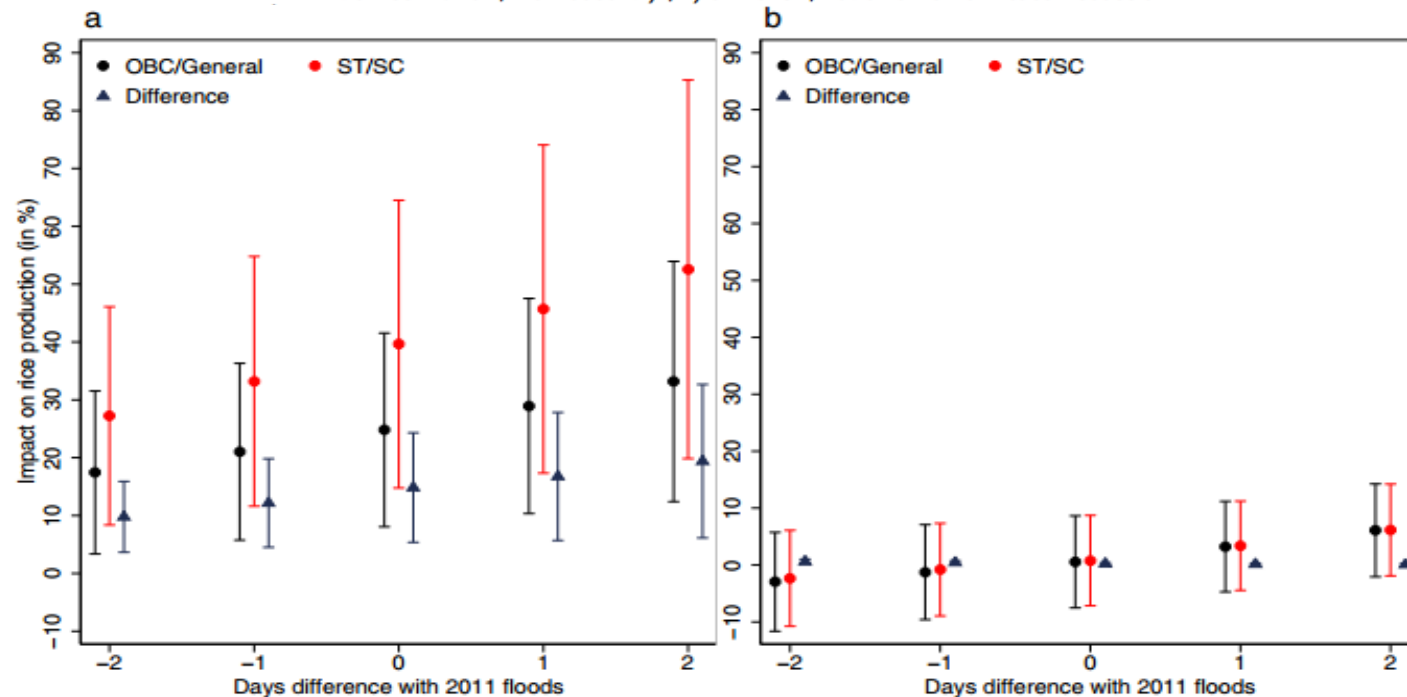 a
OBC/General ST/SC
Difference
90
80
70
60
50
40
30
20
10
0
−10
Impact on rice production (in %)
−2 −1 0 1 2
Days difference with 2011 floods
b
OBC/General ST/SC
Difference
90
80
70
60
50
40
30
20
10
0
−10
−2 −1 0 1 2
Days difference with 2011 floods